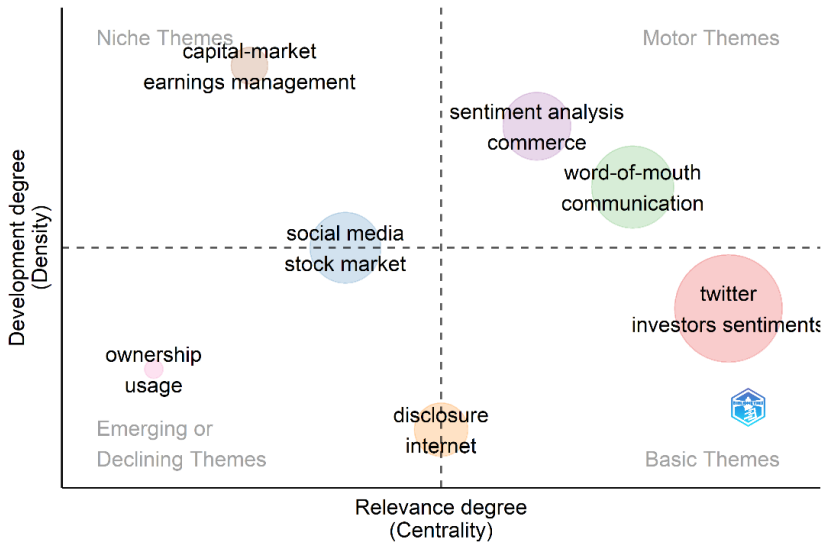 Niche Themes
Motor Themes
capital-market
earnings management
sentiment analysis
commerce
word-of-mouth
communication
social media
stock market
twitter
investors sentiments
ownership
usage
disclosure
internet
Emerging or
Declining Themes
Basic Themes
Development degree
(Density)
Relevance degree
(Centrality)